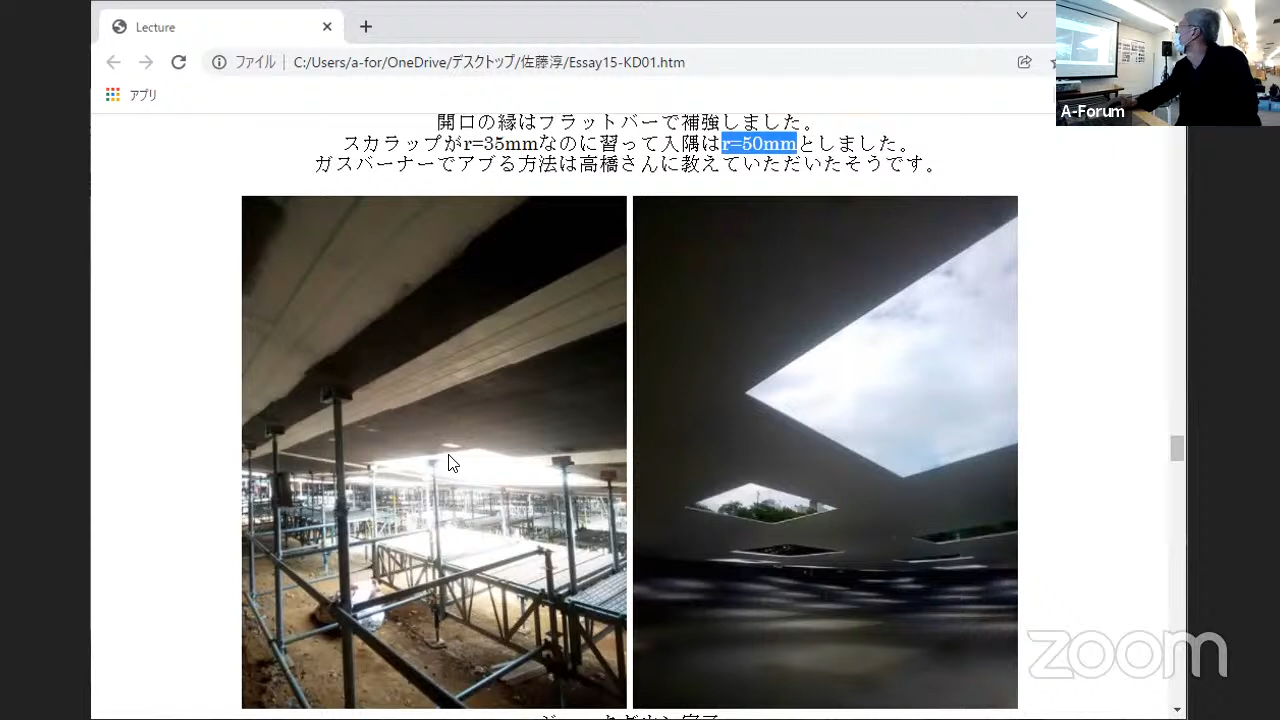 Lecture
ファイル | C:/Users/a-for/OneDrive/デスクトップ/佐藤淳/Essay15-KD01.htm
アプリ
A-Forum
開口の縁はフラットバーで補強しました。
スカラップがr=35mmなのに習って入隅はr=50mmとしました。
ガスバーナーでアブる方法は高橋さんに教えていただいたそうです。
zoom